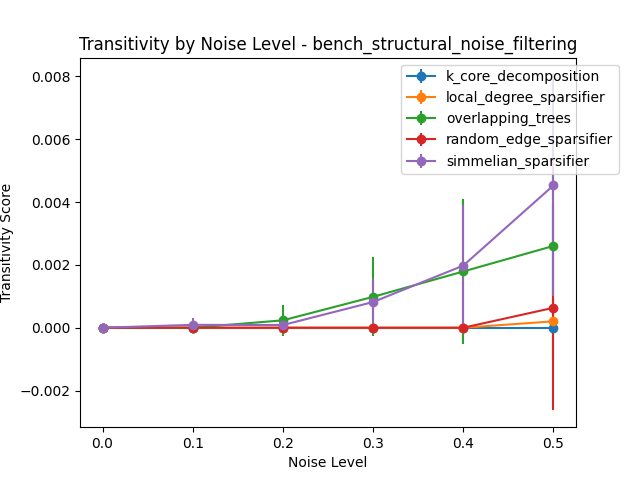 Transitivity by Noise Level - bench_structural_noise_filtering
k_core_decomposition
local_degree_sparsifier
overlapping_trees
random_edge_sparsifier
simmelian_sparsifier
Transitivity Score
0.008
0.006
0.004
0.002
0.000
−0.002
0.0 0.1 0.2 0.3 0.4 0.5
Noise Level